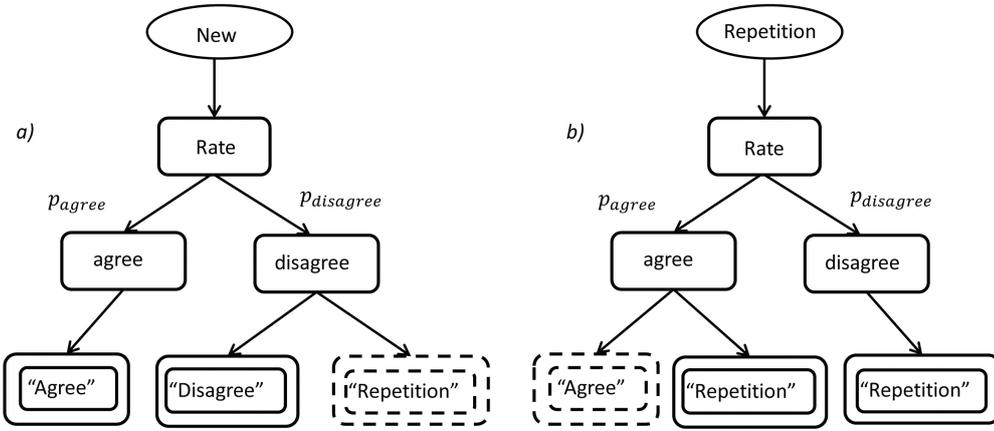 New
a)
Rate
p_agree
p_disagree
agree
disagree
“Agree”
“Disagree”
“Repetition”
Repetition
b)
Rate
p_agree
p_disagree
agree
disagree
“Agree”
“Repetition”
“Repetition”